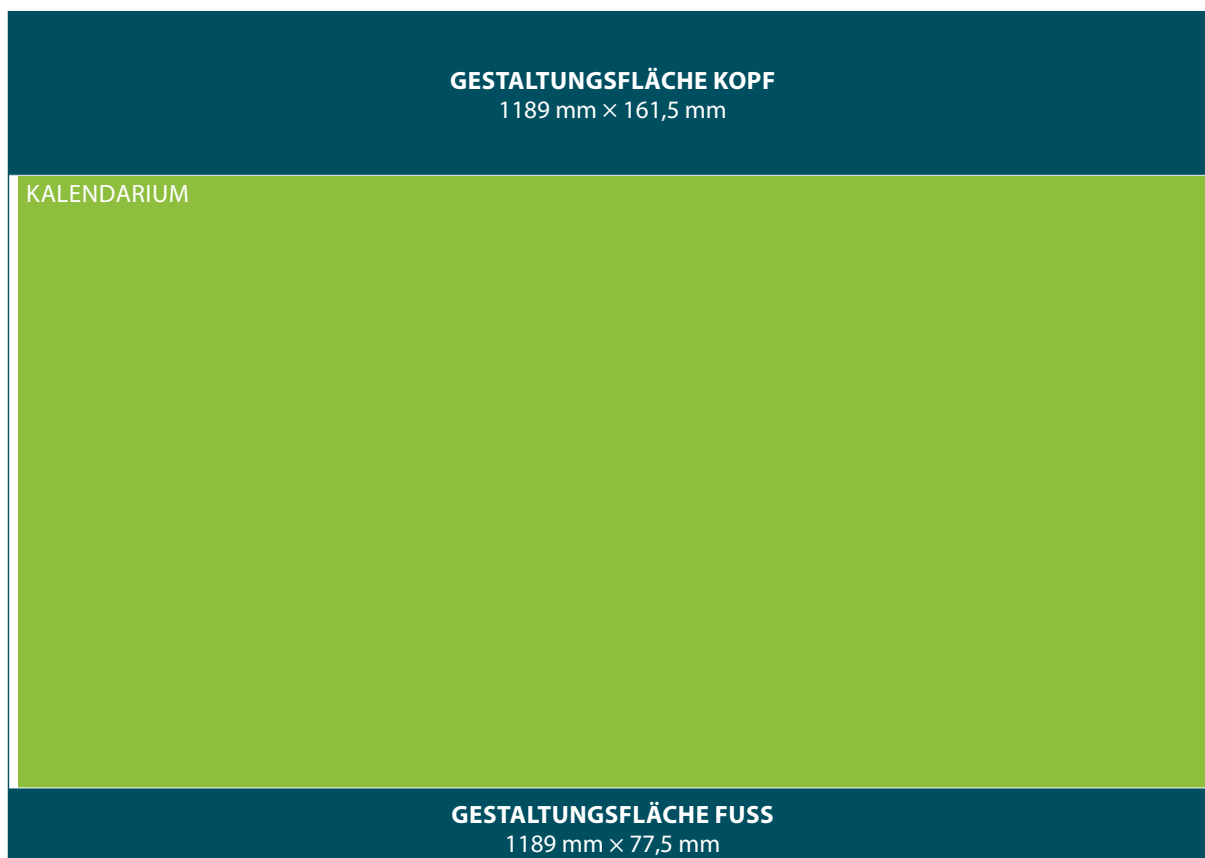 GESTALTUNGSFLÄCHE KOPF
1189 mm × 161,5 mm
KALENDARIUM
GESTALTUNGSFLÄCHE FUSS
1189 mm × 77,5 mm